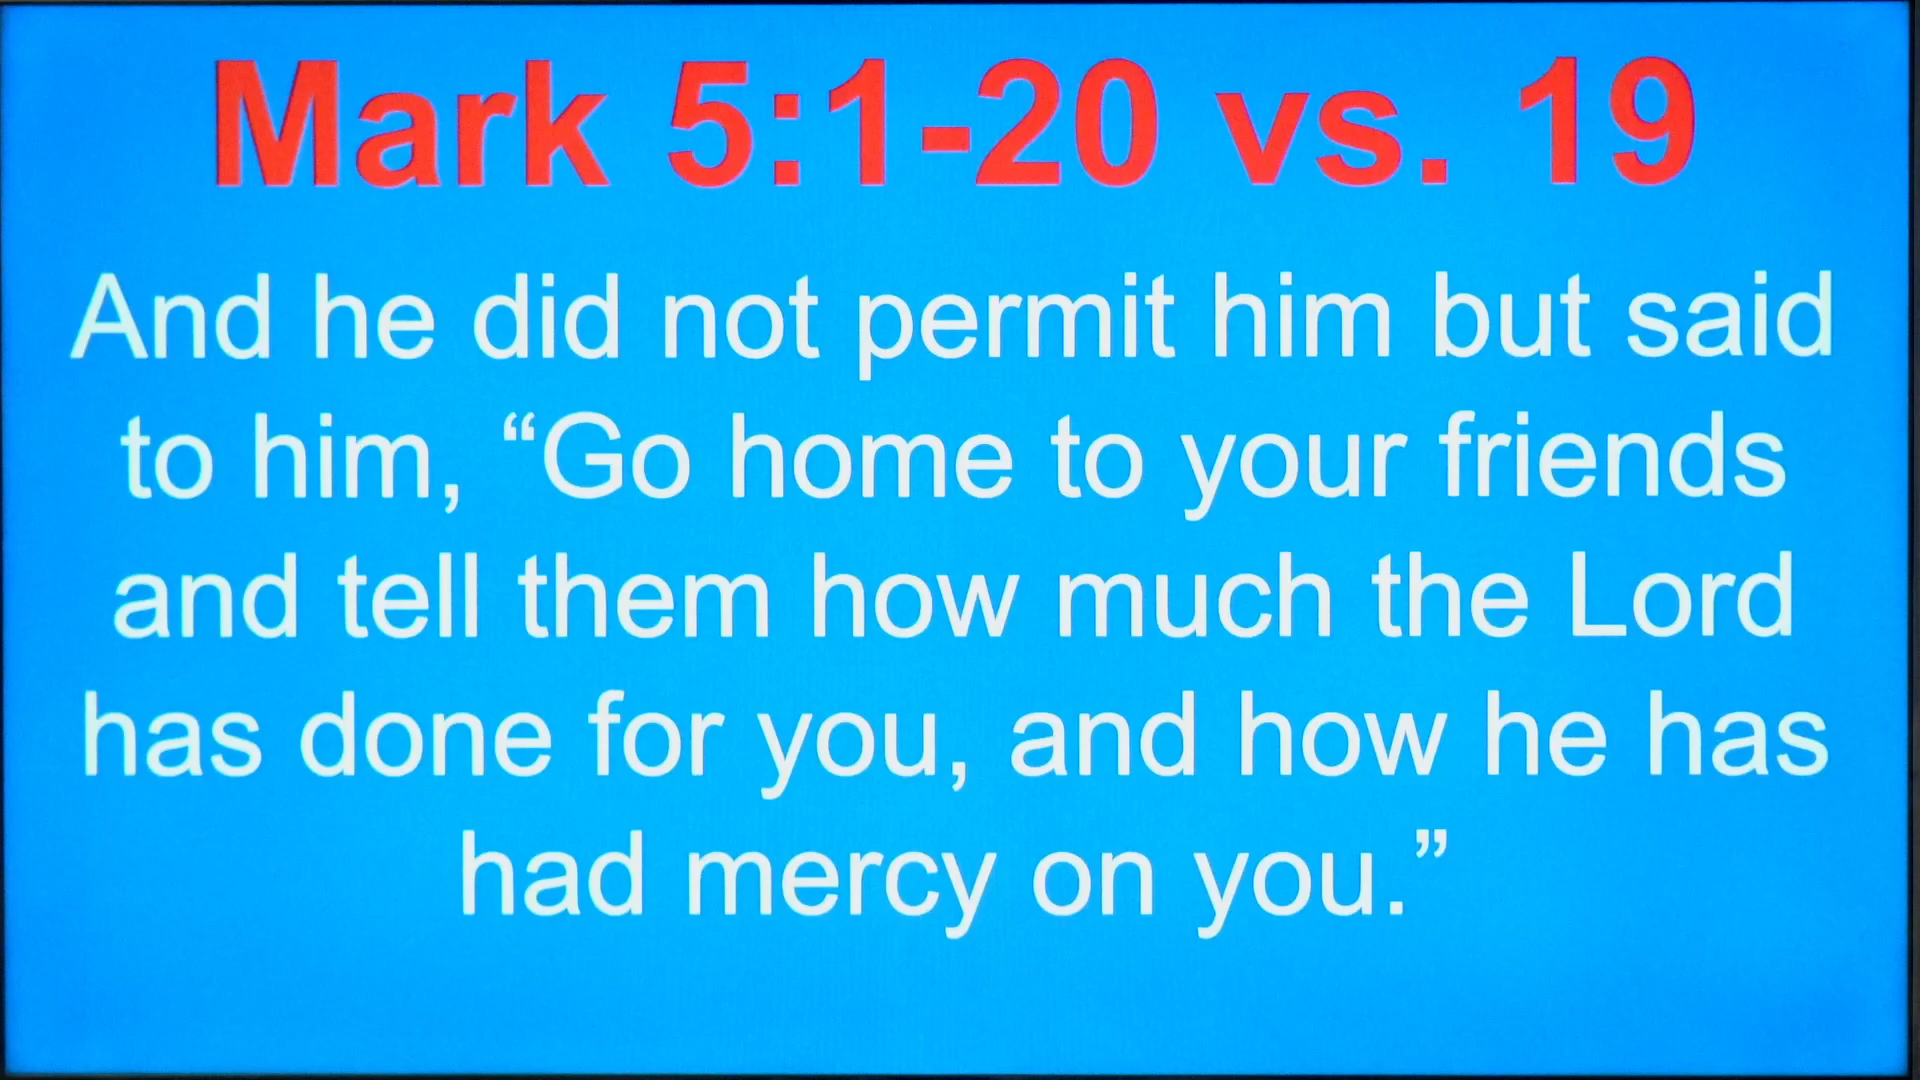 Mark 5:1-20 vs. 19
And he did not permit him but said
to him, “Go home to your friends
and tell them how much the Lord
has done for you, and how he has
had mercy on you.”